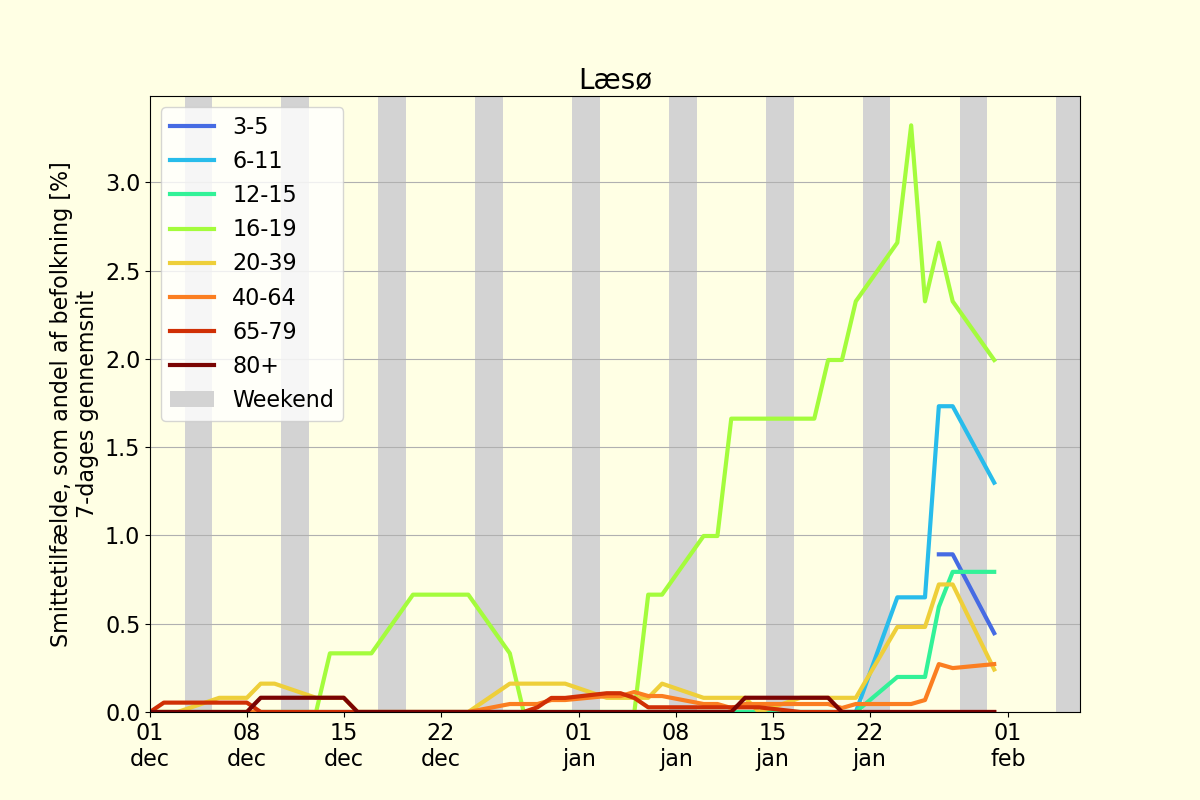 Læsø
Smittetilfælde, som andel af befolkning [%]
7-dages gennemsnit
3.0
2.5
2.0
1.5
1.0
0.5
0.0
3-5
6-11
12-15
16-19
20-39
40-64
65-79
80+
Weekend
01 08 15 22 01 08 15 22 01
dec dec dec dec jan jan jan jan feb